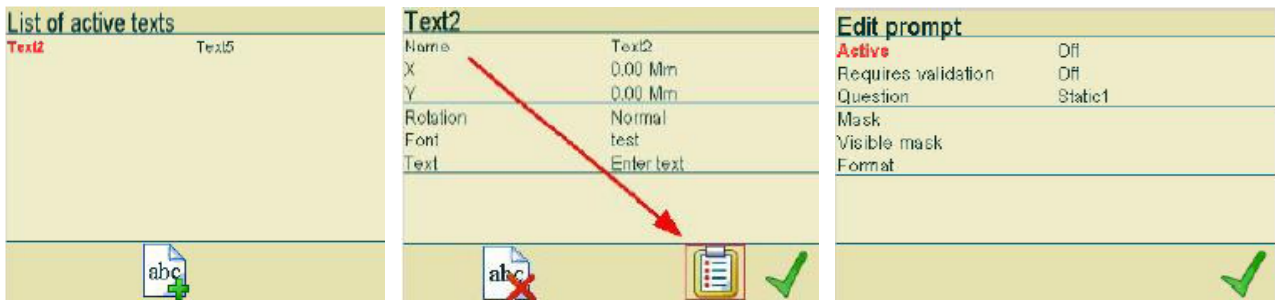 List of active texts
Text2 Text5
abc
Text2
Name Text2
X 0.00 Mm
Y 0.00 Mm
Rotation Normal
Font test
Text Enter text
abc
Edit prompt
Active Off
Requires validation Off
Question Static1
Mask
Visible mask
Format